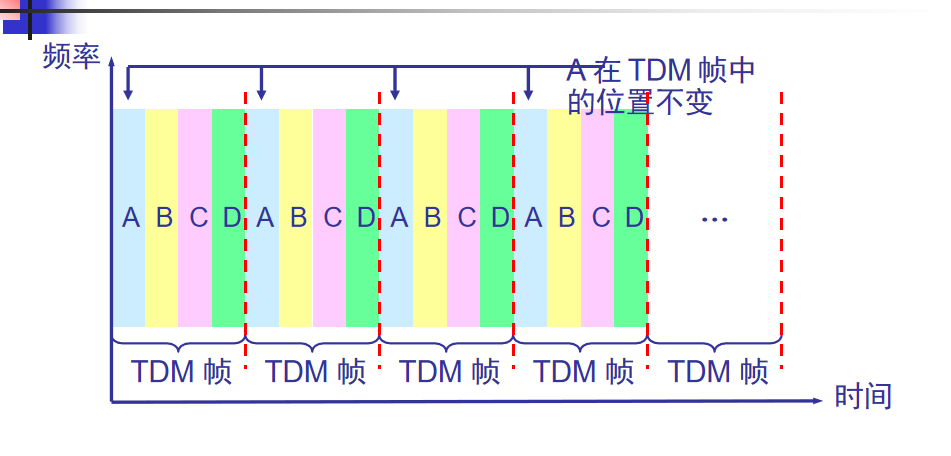 频率
A 在 TDM 帧中
的位置不变
A B C D A B C D A B C D A B C D ...
TDM 帧 TDM 帧 TDM 帧 TDM 帧 TDM 帧
时间